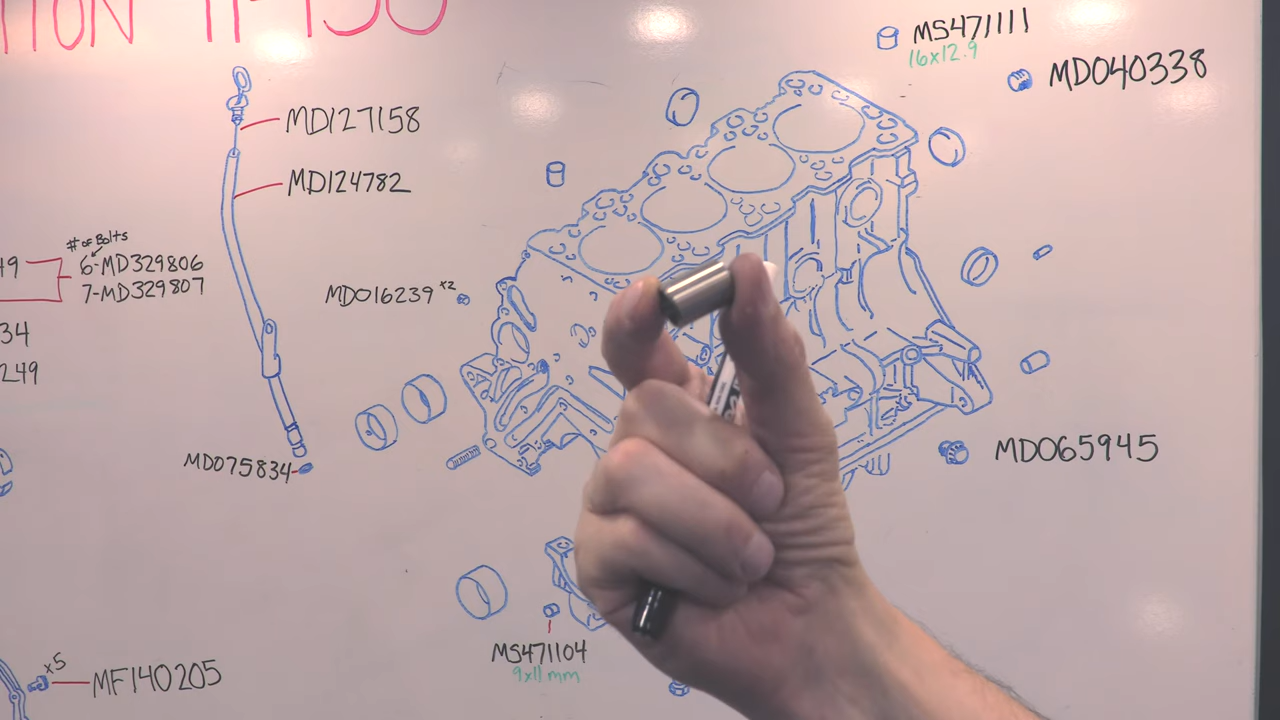 MS471111
16x12.9
MD040338
MD127158
MD124782
# of Bolts
6-MD329806
7-MD329807
49
34
249
MD016239 x2
MD075834
MD065945
MS471104
9x11 mm
x5
MF140205